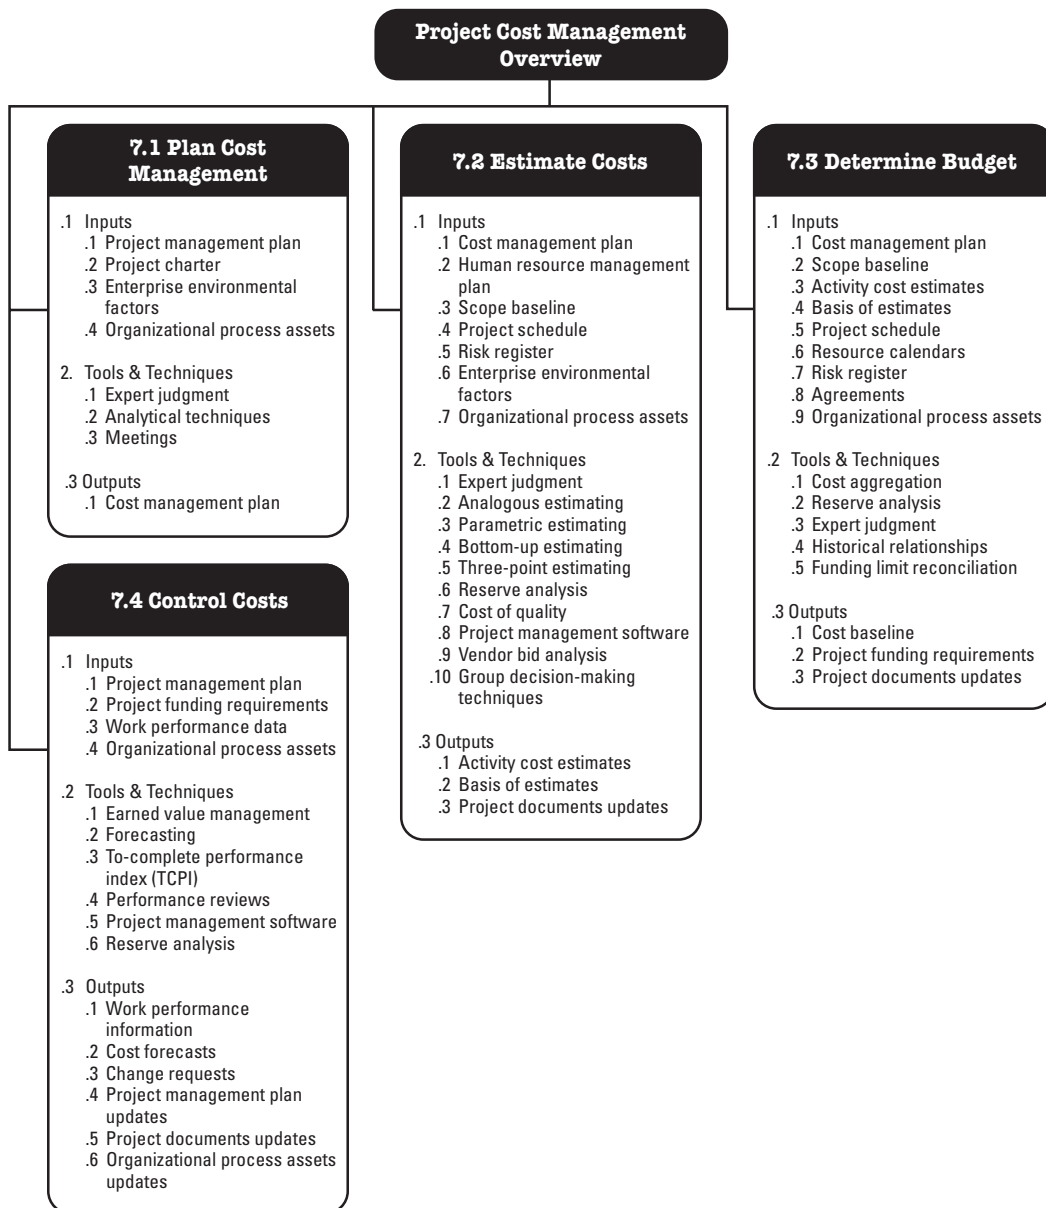 Project Cost Management
Overview
7.1 Plan Cost
Management
.1 Inputs
.1 Project management plan
.2 Project charter
.3 Enterprise environmental
factors
.4 Organizational process assets
2. Tools & Techniques
.1 Expert judgment
.2 Analytical techniques
.3 Meetings
.3 Outputs
.1 Cost management plan
7.2 Estimate Costs
.1 Inputs
.1 Cost management plan
.2 Human resource management
plan
.3 Scope baseline
.4 Project schedule
.5 Risk register
.6 Enterprise environmental
factors
.7 Organizational process assets
2. Tools & Techniques
.1 Expert judgment
.2 Analogous estimating
.3 Parametric estimating
.4 Bottom-up estimating
.5 Three-point estimating
.6 Reserve analysis
.7 Cost of quality
.8 Project management software
.9 Vendor bid analysis
.10 Group decision-making
techniques
.3 Outputs
.1 Activity cost estimates
.2 Basis of estimates
.3 Project documents updates
7.3 Determine Budget
.1 Inputs
.1 Cost management plan
.2 Scope baseline
.3 Activity cost estimates
.4 Basis of estimates
.5 Project schedule
.6 Resource calendars
.7 Risk register
.8 Agreements
.9 Organizational process assets
.2 Tools & Techniques
.1 Cost aggregation
.2 Reserve analysis
.3 Expert judgment
.4 Historical relationships
.5 Funding limit reconciliation
.3 Outputs
.1 Cost baseline
.2 Project funding requirements
.3 Project documents updates
7.4 Control Costs
.1 Inputs
.1 Project management plan
.2 Project funding requirements
.3 Work performance data
.4 Organizational process assets
.2 Tools & Techniques
.1 Earned value management
.2 Forecasting
.3 To-complete performance
index (TCPI)
.4 Performance reviews
.5 Project management software
.6 Reserve analysis
.3 Outputs
.1 Work performance
information
.2 Cost forecasts
.3 Change requests
.4 Project management plan
updates
.5 Project documents updates
.6 Organizational process assets
updates